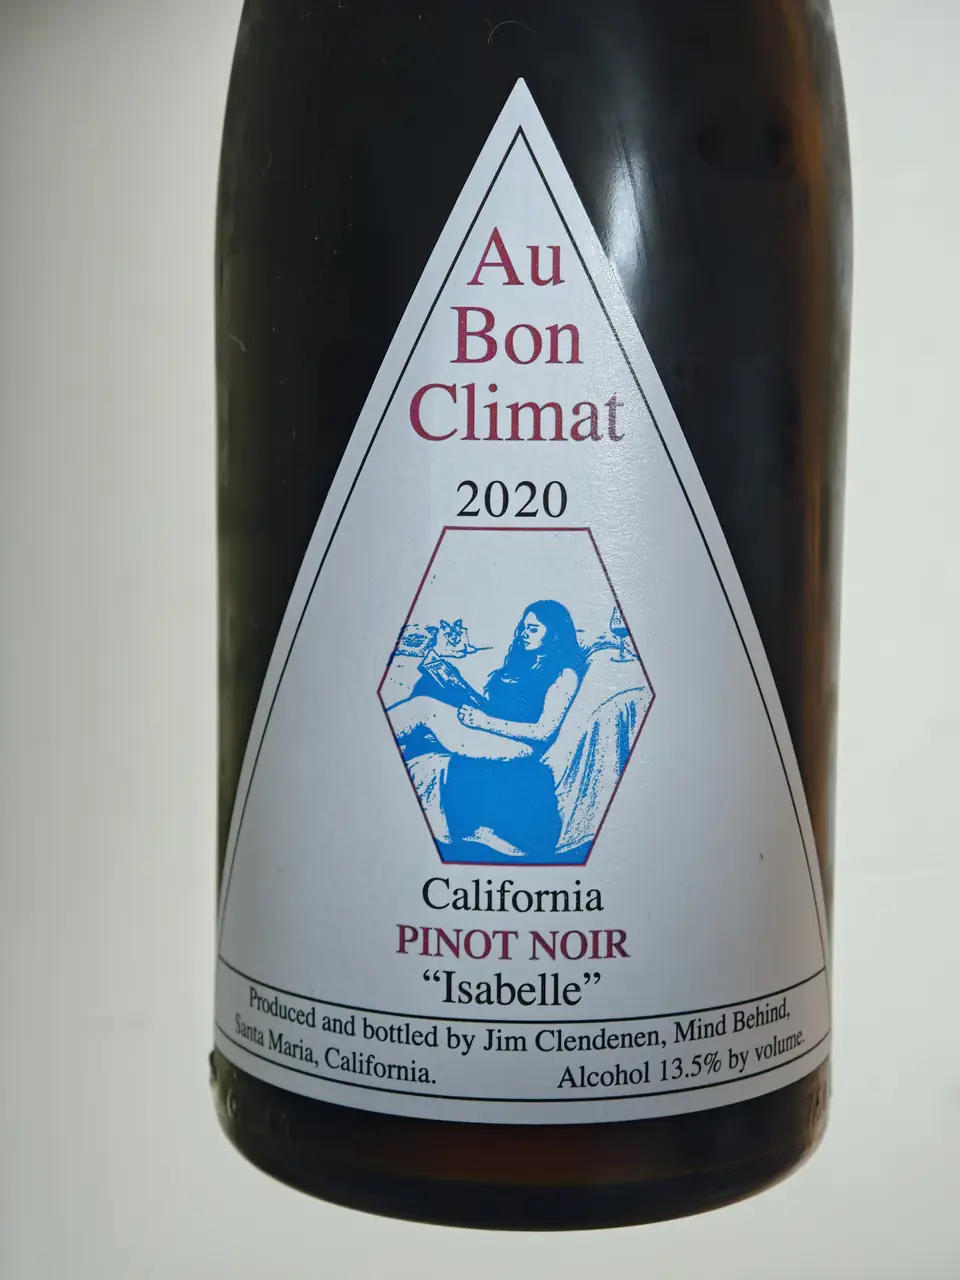 Au
Bon
Climat
2020
California
PINOT NOIR
“Isabelle”
Produced and bottled by Jim Clendenen, Mind Behind,
Santa Maria, California.
Alcohol 13.5% by volume.